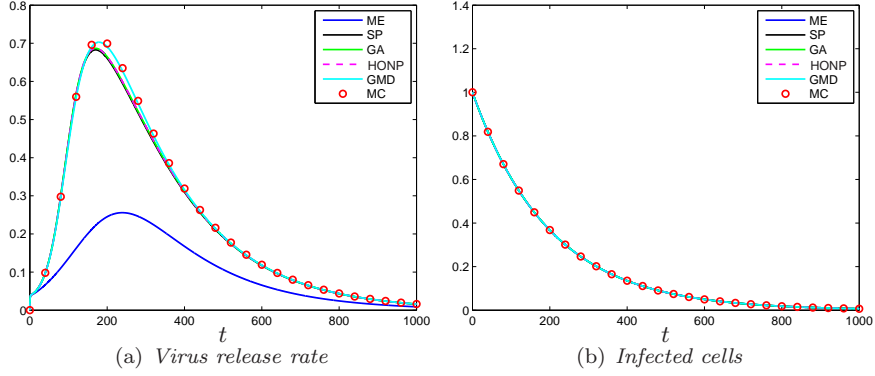 0.8
0.7
0.6
0.5
0.4
0.3
0.2
0.1
0
0 200 400 600 800 1000
t
ME
SP
GA
HONP
GMD
MC
(a) Virus release rate
1.4
1.2
1
0.8
0.6
0.4
0.2
0
0 200 400 600 800 1000
t
ME
SP
GA
HONP
GMD
MC
(b) Infected cells